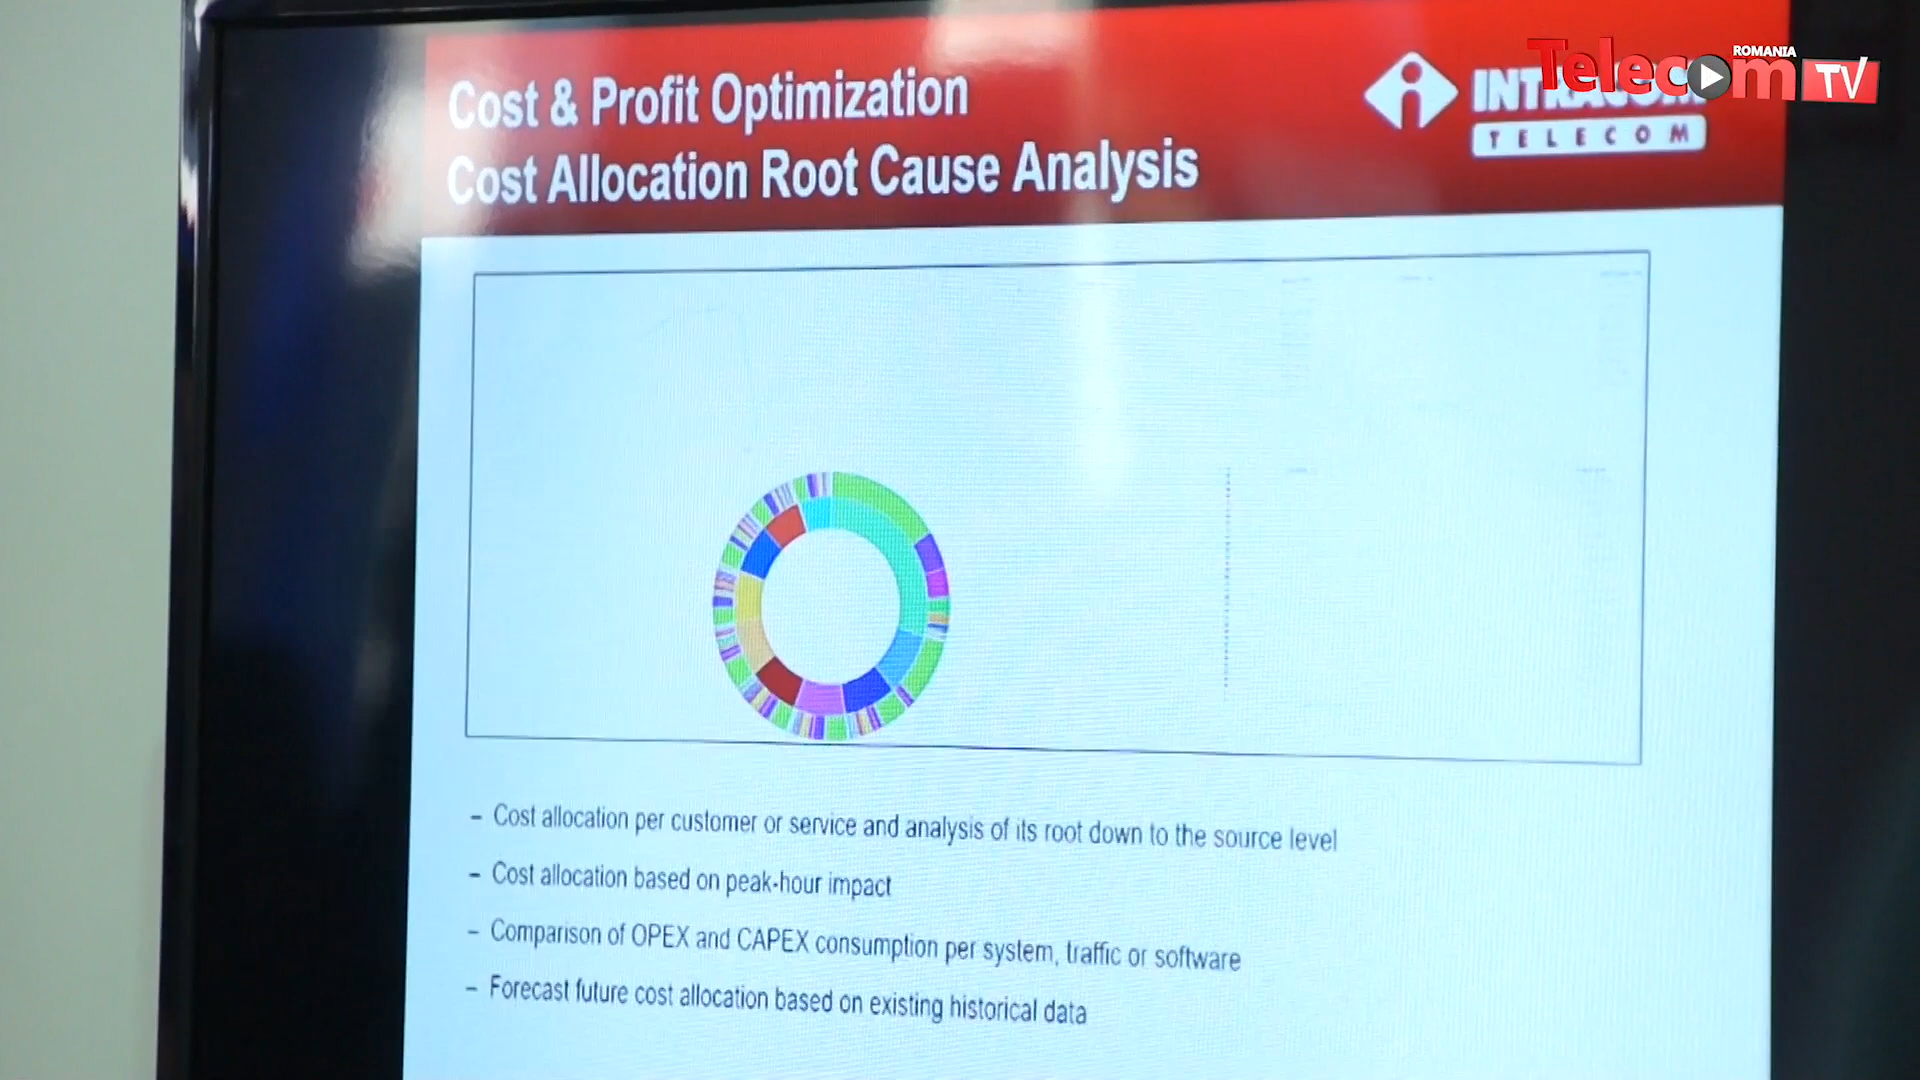 Cost & Profit Optimization
Cost Allocation Root Cause Analysis
INTRACOM
TELECOM
Telecom
ROMANIA
TV
– Cost allocation per customer or service and analysis of its root down to the source level
– Cost allocation based on peak-hour impact
– Comparison of OPEX and CAPEX consumption per system, traffic or software
– Forecast future cost allocation based on existing historical data